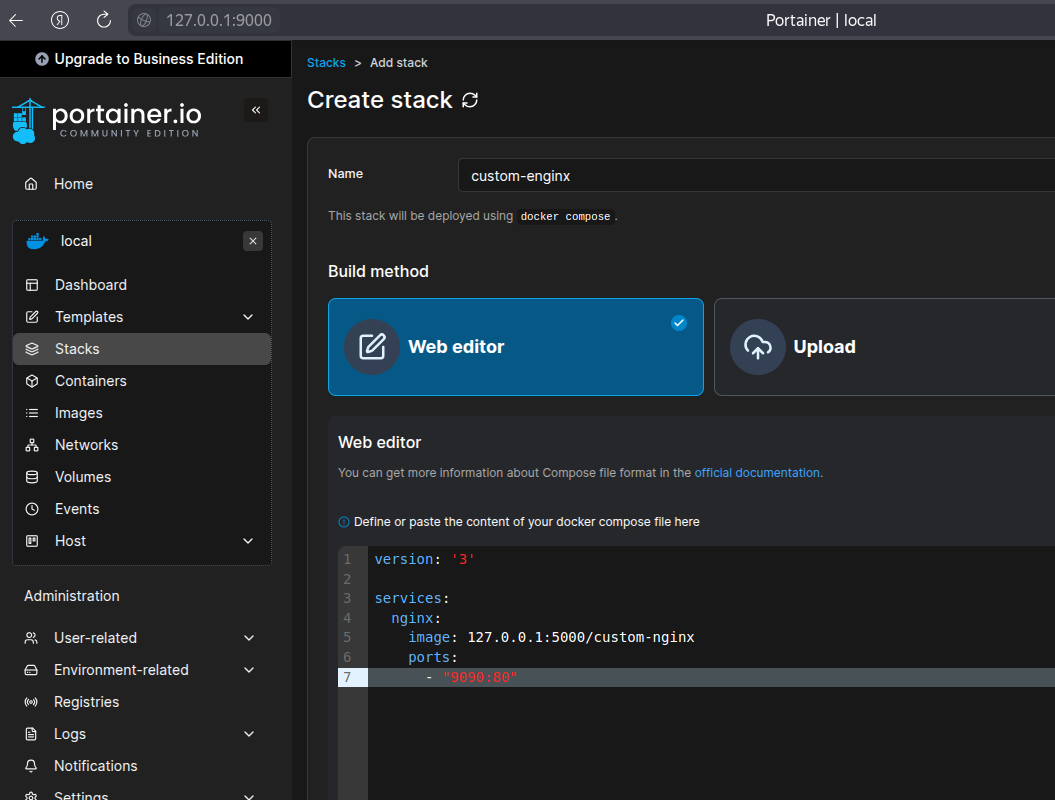 127.0.0.1:9000
Portainer | local
Upgrade to Business Edition
portainer.io
COMMUNITY EDITION
Home
local
Dashboard
Templates
Stacks
Containers
Images
Networks
Volumes
Events
Host
Administration
User-related
Environment-related
Registries
Logs
Notifications
Settings
Stacks > Add stack
Create stack
Name
custom-enginx
This stack will be deployed using docker compose.
Build method
Web editor
Upload
Web editor
You can get more information about Compose file format in the official documentation.
Define or paste the content of your docker compose file here
1 version: '3'
2
3 services:
4   nginx:
5     image: 127.0.0.1:5000/custom-nginx
6     ports:
7       - "9090:80"